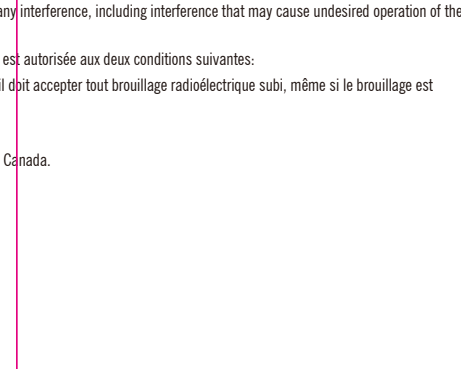 any interference, including interference that may cause undesired operation of the
est autorisée aux deux conditions suivantes:
il doit accepter tout brouillage radioélectrique subi, même si le brouillage est
Canada.